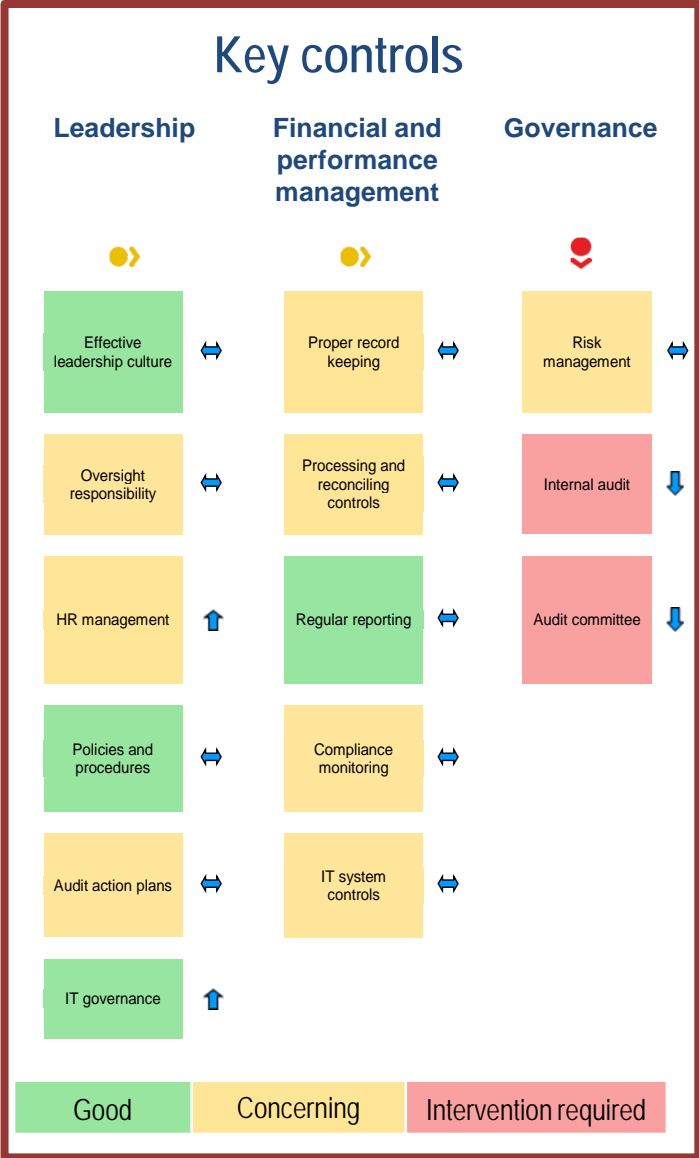 Key controls
Leadership
Financial and
performance
management
Governance
Effective
leadership culture
Proper record
keeping
Risk
management
Oversight
responsibility
Processing and
reconciling
controls
Internal audit
HR management
Regular reporting
Audit committee
Policies and
procedures
Compliance
monitoring
Audit action plans
IT system
controls
IT governance
Good
Concerning
Intervention required